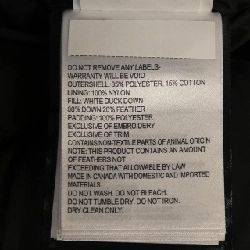 DO NOT REMOVE ANY LABELS-
WARRANTY WILL BE VOID
OUTERSHELL: 85% POLYESTER, 15% COTTON
LINING: 100% NYLON
FILL: WHITE DUCK DOWN
80% DOWN 20% FEATHER
PADDING: 100% POLYESTER
EXCLUSIVE OF EMBROIDERY
EXCLUSIVE OF TRIM
CONTAINS NON-TEXTILE PARTS OF ANIMAL ORIGIN
NOTE: THIS PRODUCT CONTAINS AN AMOUNT
OF FEATHERS NOT
EXCEEDING THAT ALLOWABLE BY LAW
MADE IN CANADA WITH DOMESTIC AND IMPORTED
MATERIALS
DO NOT WASH. DO NOT BLEACH.
DO NOT TUMBLE DRY. DO NOT IRON.
DRY CLEAN ONLY.